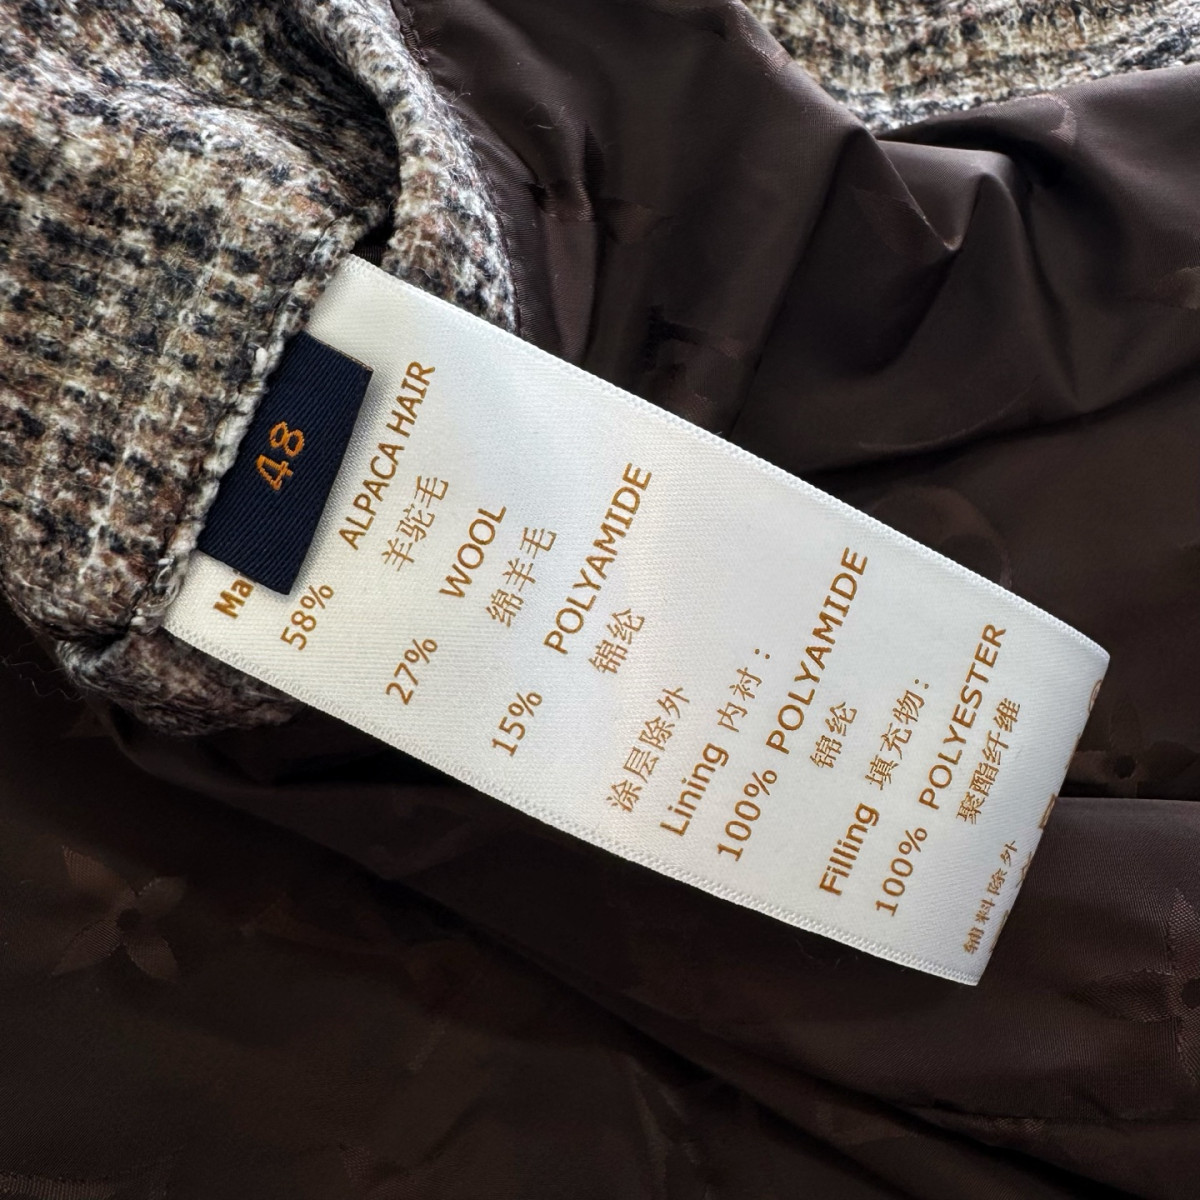 48
Ma
58% ALPACA HAIR
羊驼毛
27% WOOL
绵羊毛
15% POLYAMIDE
锦纶
涂层除外
Lining 内衬：
100% POLYAMIDE
锦纶
Filling 填充物：
100% POLYESTER
聚酯纤维
辅料除外